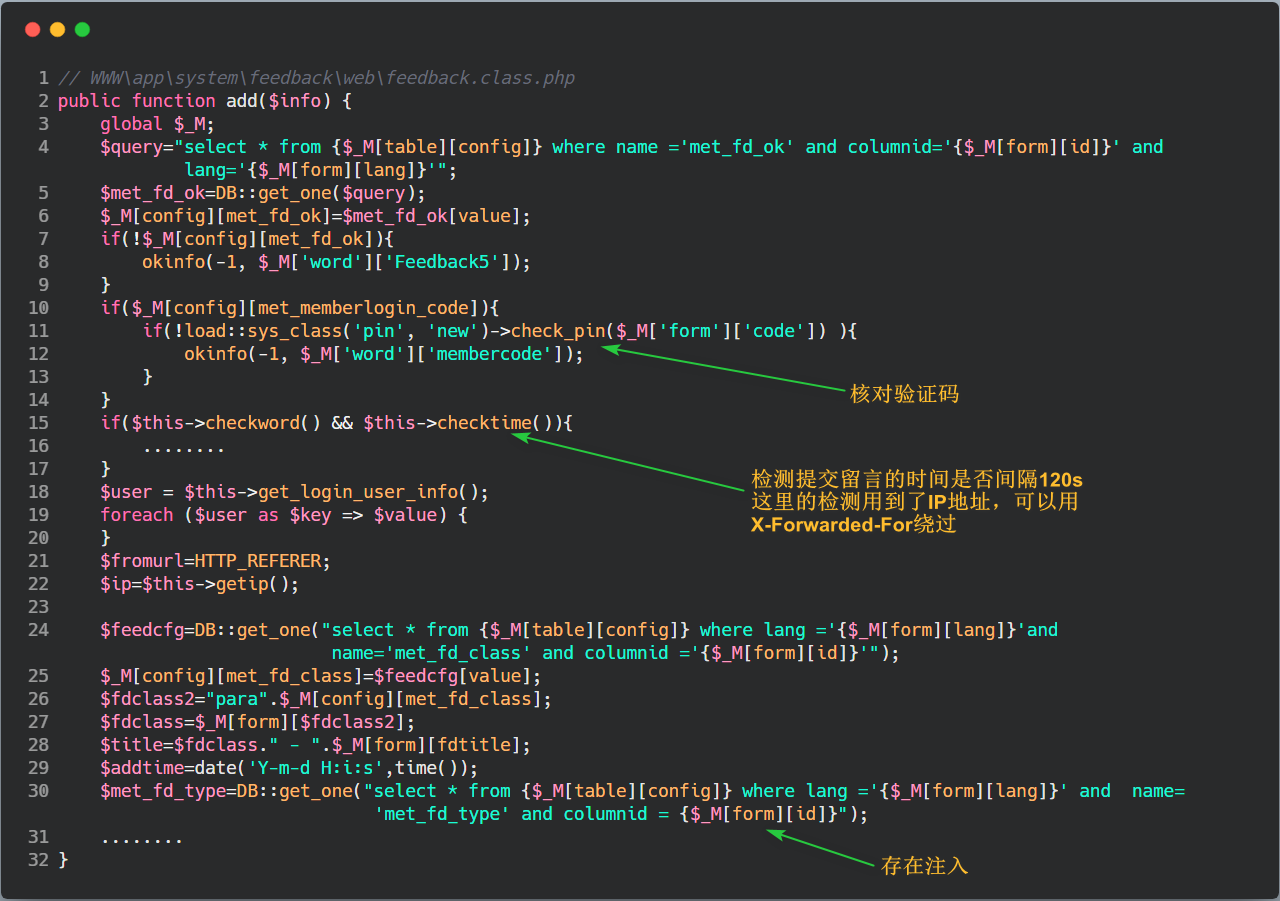 1 // WWW\app\system\feedback\web\feedback.class.php
2 public function add($info) {
3     global $_M;
4     $query="select * from {$_M[table][config]} where name ='met_fd_ok' and columnid='{$_M[form][id]}' and
            lang='{$_M[form][lang]}'";
5     $met_fd_ok=DB::get_one($query);
6     $_M[config][met_fd_ok]=$met_fd_ok[value];
7     if(!$_M[config][met_fd_ok]){
8         okinfo(-1, $_M['word']['Feedback5']);
9     }
10     if($_M[config][met_memberlogin_code]){
11         if(!load::sys_class('pin', 'new')->check_pin($_M['form']['code']) ){
12             okinfo(-1, $_M['word']['membercode']);
13         }
核对验证码
14     }
15     if($this->checkword() && $this->checktime()){
16         ........
17     }
检测提交留言的时间是否间隔120s
这里的检测用到了IP地址，可以用
X-Forwarded-For绕过
18     $user = $this->get_login_user_info();
19     foreach ($user as $key => $value) {
20     }
21     $fromurl=HTTP_REFERER;
22     $ip=$this->getip();
23
24     $feedcfg=DB::get_one("select * from {$_M[table][config]} where lang ='{$_M[form][lang]}'and
                          name='met_fd_class' and columnid ='{$_M[form][id]}'");
25     $_M[config][met_fd_class]=$feedcfg[value];
26     $fdclass2="para".$_M[config][met_fd_class];
27     $fdclass=$_M[form][$fdclass2];
28     $title=$fdclass." - ".$_M[form][fdtitle];
29     $addtime=date('Y-m-d H:i:s',time());
30     $met_fd_type=DB::get_one("select * from {$_M[table][config]} where lang ='{$_M[form][lang]}' and  name=
                              'met_fd_type' and columnid = {$_M[form][id]}");
31     ........
32 }
存在注入